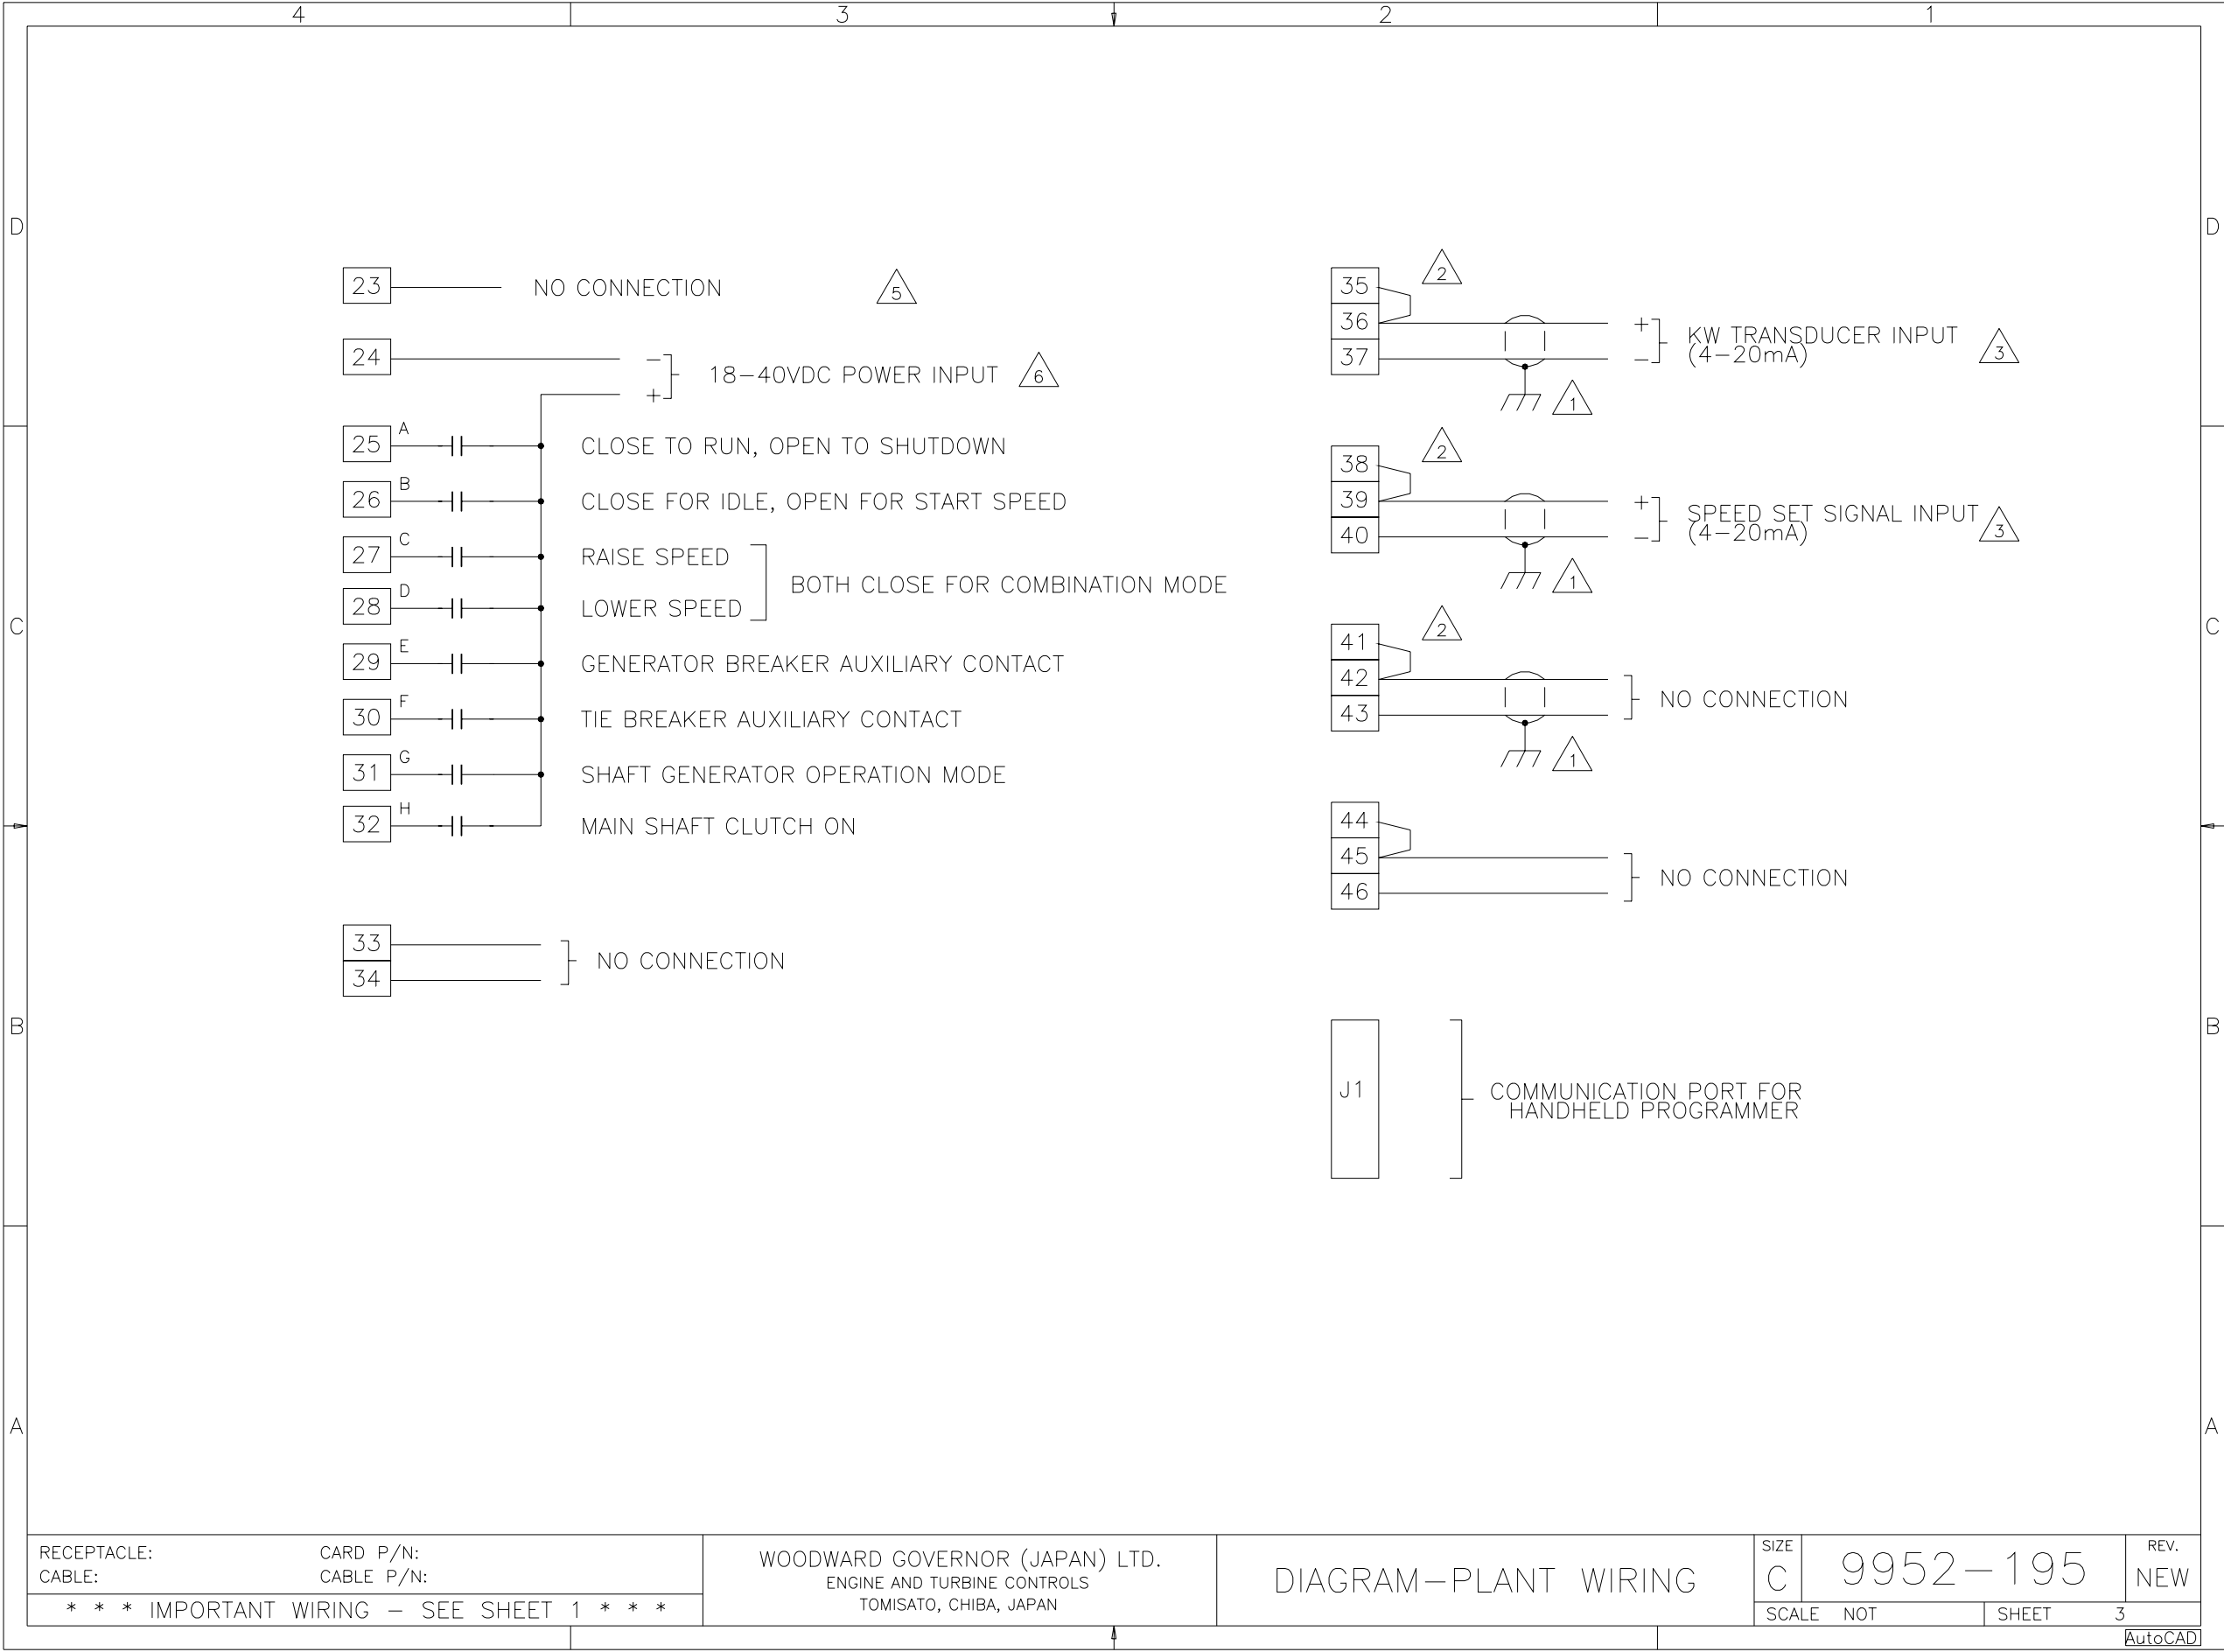 4 3 2 1
D D
23 NO CONNECTION 5
24 − 18−40VDC POWER INPUT 6
+
25 A CLOSE TO RUN, OPEN TO SHUTDOWN
26 B CLOSE FOR IDLE, OPEN FOR START SPEED
27 C RAISE SPEED
BOTH CLOSE FOR COMBINATION MODE
28 D LOWER SPEED
29 E GENERATOR BREAKER AUXILIARY CONTACT
30 F TIE BREAKER AUXILIARY CONTACT
31 G SHAFT GENERATOR OPERATION MODE
32 H MAIN SHAFT CLUTCH ON
33
NO CONNECTION
34
35 2
36 + KW TRANSDUCER INPUT
37 − (4−20mA) 3
1
38 2
39 + SPEED SET SIGNAL INPUT
40 − (4−20mA) 3
1
41 2
42
NO CONNECTION
43
1
44
45
NO CONNECTION
46
J1 COMMUNICATION PORT FOR
HANDHELD PROGRAMMER
C C
B B
A A
RECEPTACLE: CARD P/N:
CABLE: CABLE P/N:
* * * IMPORTANT WIRING − SEE SHEET 1 * * *
WOODWARD GOVERNOR (JAPAN) LTD.
ENGINE AND TURBINE CONTROLS
TOMISATO, CHIBA, JAPAN
DIAGRAM−PLANT WIRING
SIZE
C
9952−195
REV.
NEW
SCALE NOT SHEET 3
AutoCAD